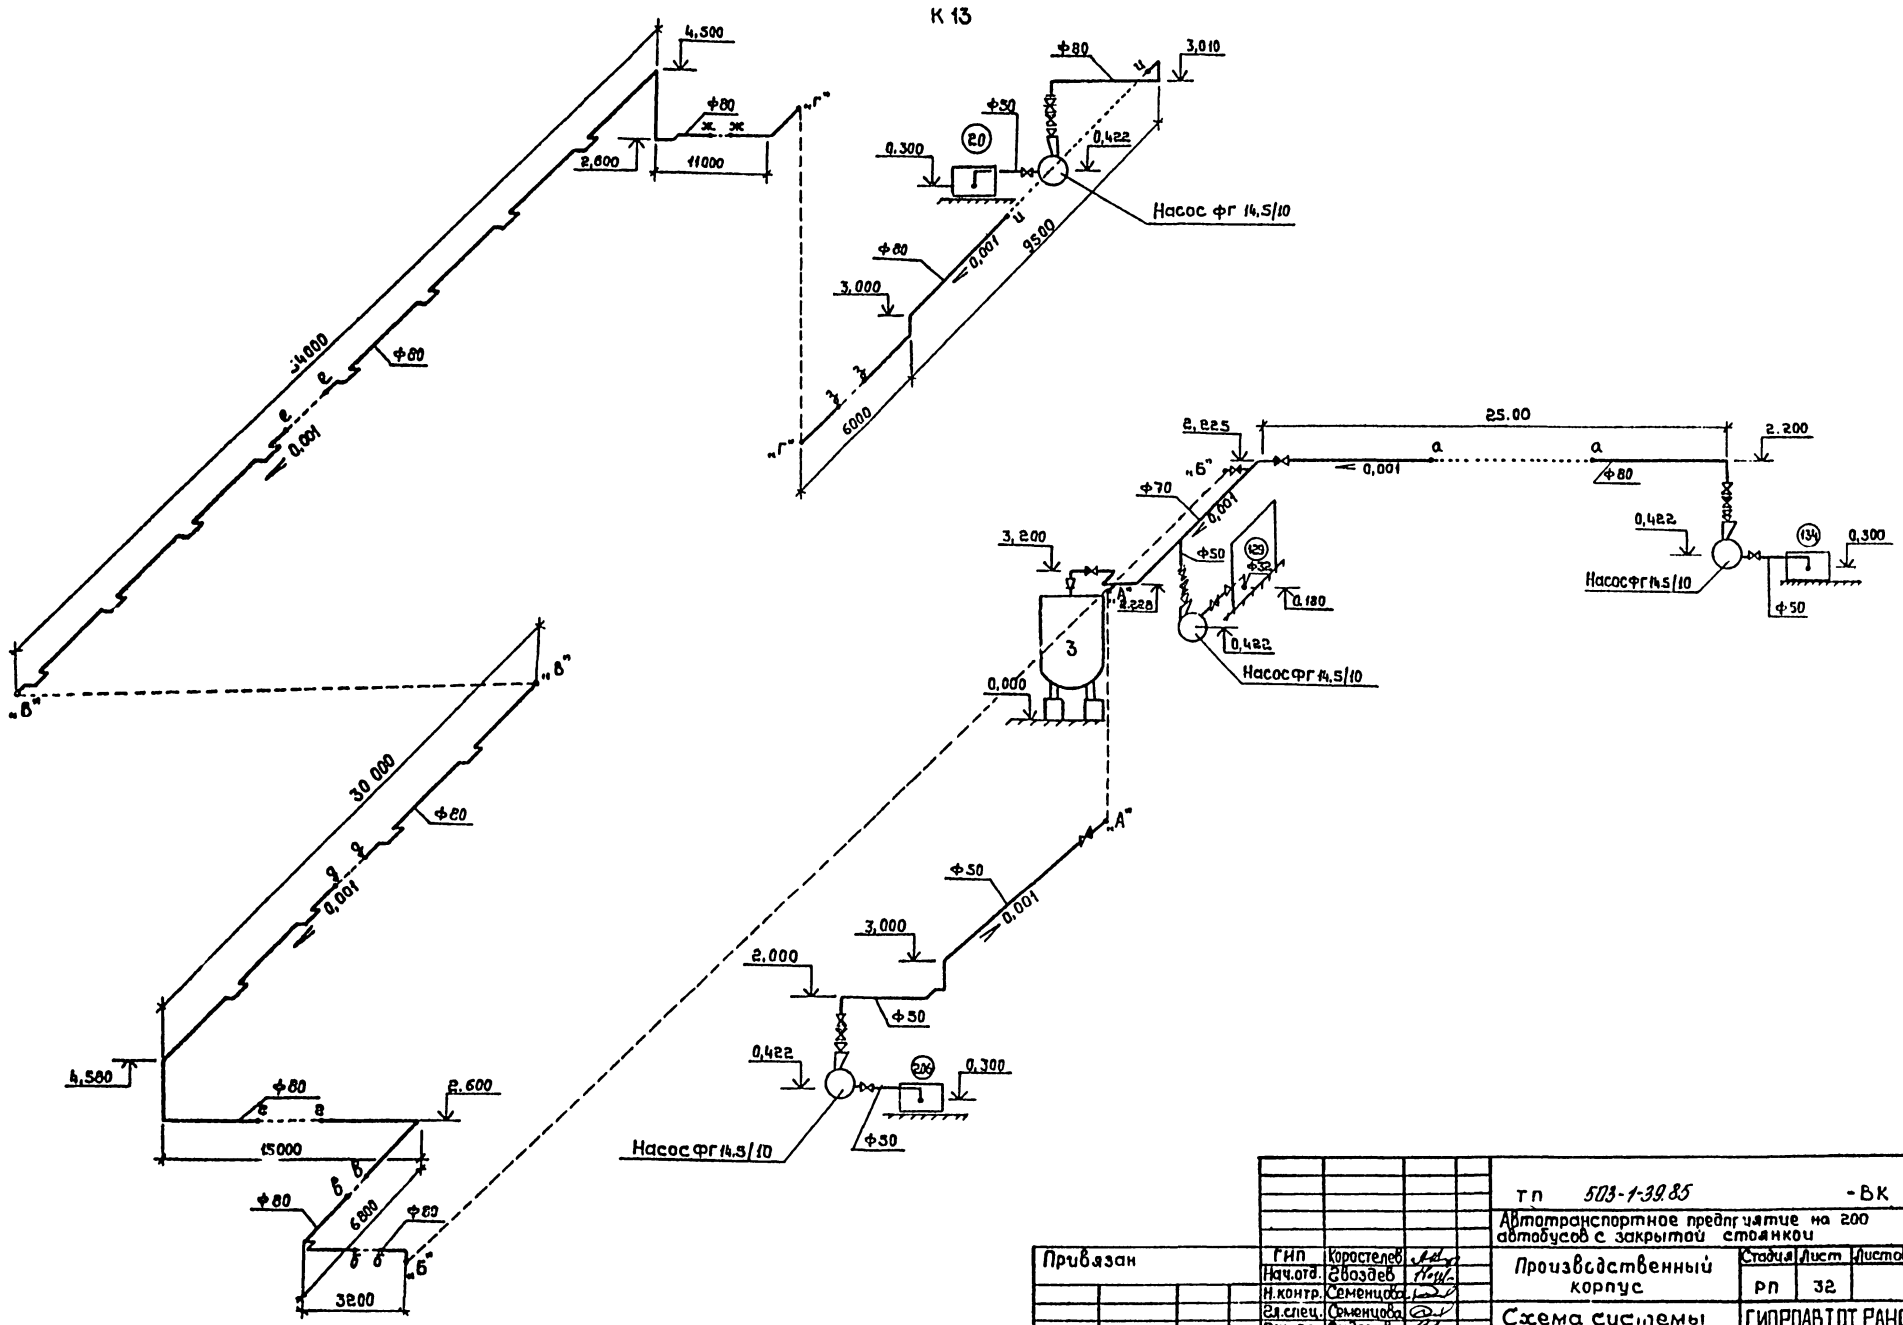 К 13
4,500
ф80
ж ж
„Г"
2,600
11000
ф80
и
3,010
ф50
20
0,300
0,422
Насос фг 14.5/10
и
9500
ф80
0,001
3,000
з
з
6000
„Г"
ф80
е
е
0,001
„В"
„В"
30 000
д
д
0,001
4,580
ф80
г г
2.600
15000
в
в
ф80
6800
ф80
б б
„Б"
3200
25.00
2,225
2.200
„Б"
0,001
а
а
ф80
ф70
0,001
3,200
ф50
129
ф32
„А"
2.228
0.180
0,422
Насос фг 14.5/10
3
0,000
0,422
134
0,300
Насос фг 14.5/10
ф50
„А"
ф50
0,001
3,000
2,000
ф50
0,422
206
0,300
ф50
Насос фг 14.5/10
ТП 503-1-39.85 -ВК
Автотранспортное предприятие на 200
автобусов с закрытой стоянкой
Привязан
ГИП Коростелев
Нач.отд. Гвоздев
Н.контр. Семенцова
Гл.спец. Семенцова
Производственный
корпус
Стадия Лист
РП 32
Схема системы